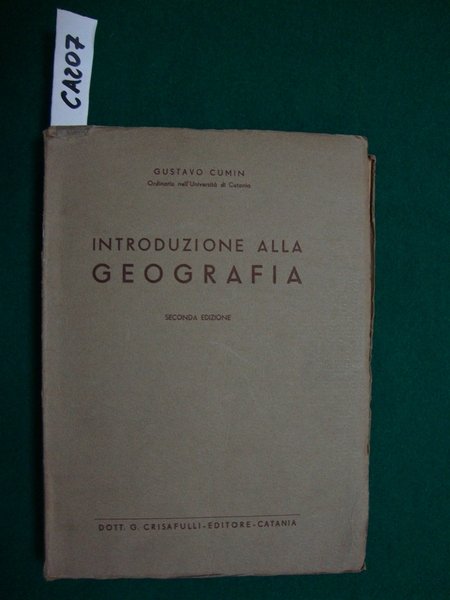 CA207
GUSTAVO CUMIN
Ordinario nell'Università di Catania
INTRODUZIONE ALLA
GEOGRAFIA
SECONDA EDIZIONE
DOTT. G. CRISAFULLI-EDITORE-CATANIA